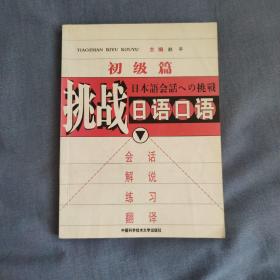 TIAOZHAN RIYU KOUYU
主编 赵平
初级篇
日本語会話への挑戦
挑战日语口语
会话
解说
练习
翻译
中国科学技术大学出版社